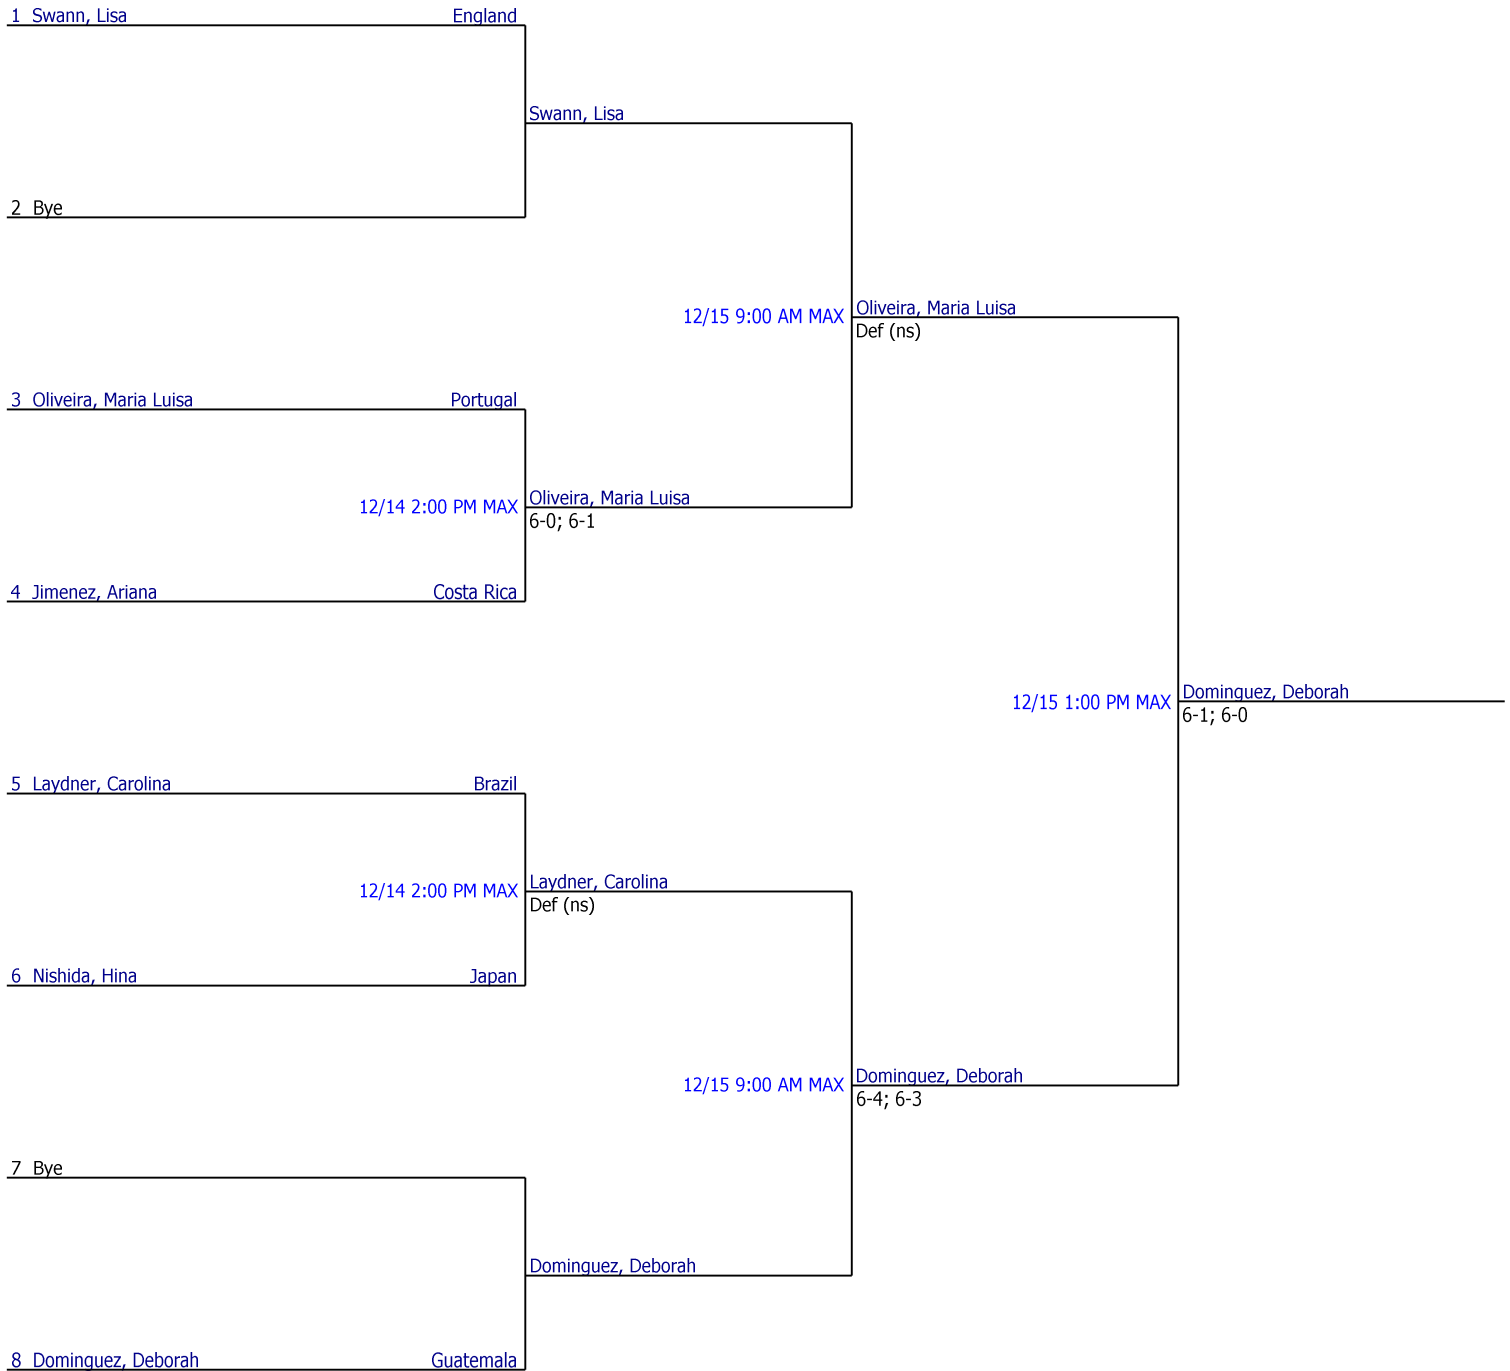 1 Swann, Lisa England
Swann, Lisa
2 Bye
12/15 9:00 AM MAX Oliveira, Maria Luisa
Def (ns)
3 Oliveira, Maria Luisa Portugal
12/14 2:00 PM MAX Oliveira, Maria Luisa
6-0; 6-1
4 Jimenez, Ariana Costa Rica
12/15 1:00 PM MAX Dominguez, Deborah
6-1; 6-0
5 Laydner, Carolina Brazil
12/14 2:00 PM MAX Laydner, Carolina
Def (ns)
6 Nishida, Hina Japan
12/15 9:00 AM MAX Dominguez, Deborah
6-4; 6-3
7 Bye
Dominguez, Deborah
8 Dominguez, Deborah Guatemala